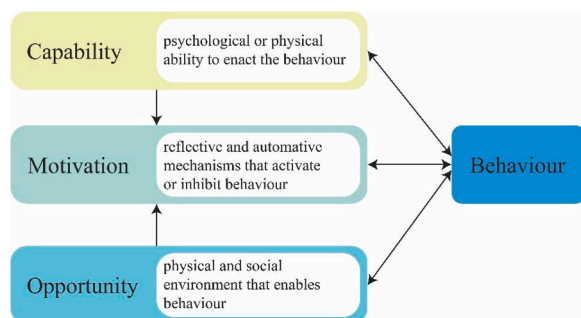 Capability
psychological or physical
ability to enact the behaviour
Motivation
reflective and automative
mechanisms that activate
or inhibit behaviour
Behaviour
Opportunity
physical and social
environment that enables
behaviour